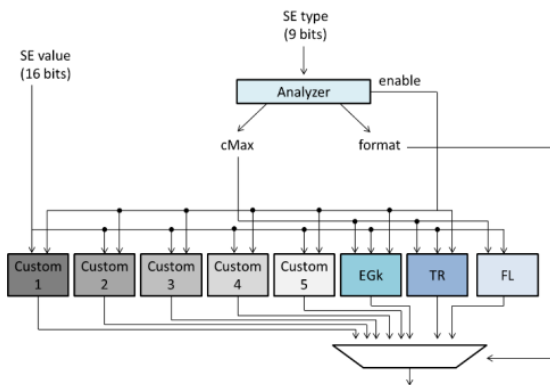 SE type
(9 bits)
SE value
(16 bits)
enable
Analyzer
cMax
format
Custom
1
Custom
2
Custom
3
Custom
4
Custom
5
EGk
TR
FL